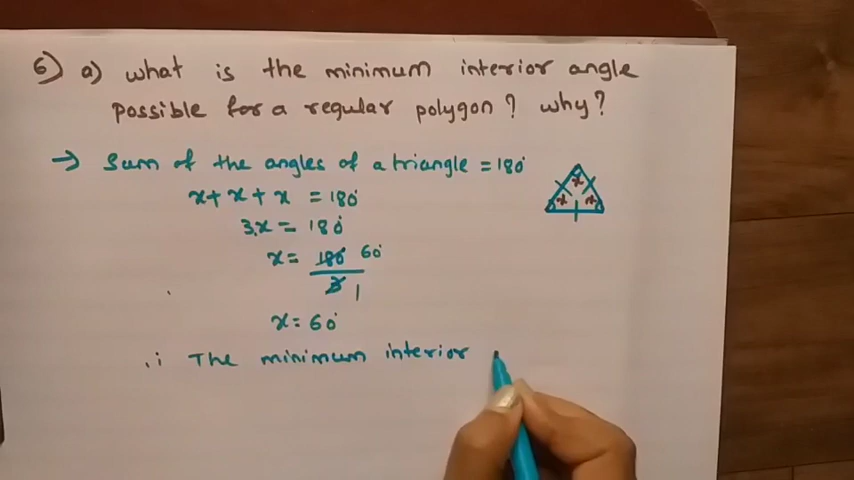 6) a) what is the minimum interior angle
possible for a regular polygon? why?
→ Sum of the angles of a triangle = 180°
x + x + x = 180°
3x = 180°
x = 180° 60°
3 1
x = 60°
∴ The minimum interior
x
x x